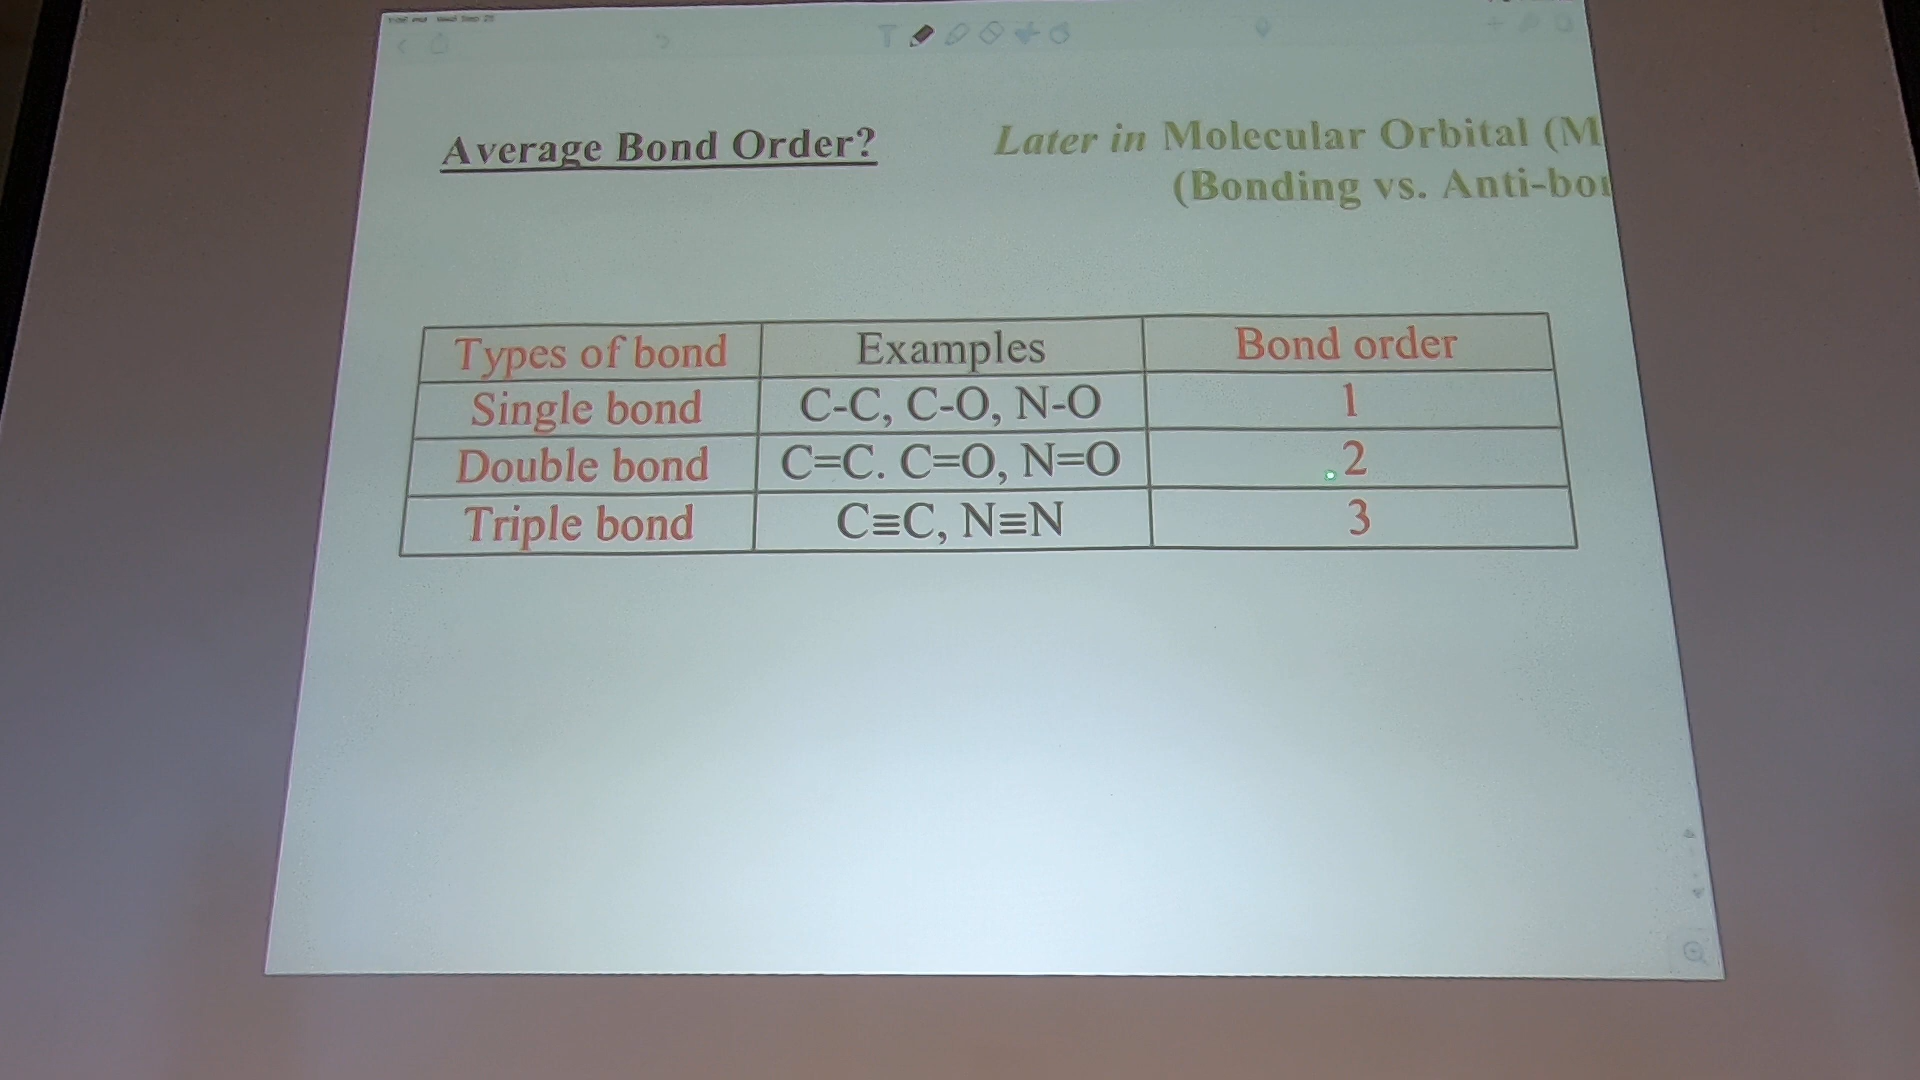 Average Bond Order?
Later in Molecular Orbital (M
(Bonding vs. Anti-bo
Types of bond Examples Bond order
Single bond C-C, C-O, N-O 1
Double bond C=C. C=O, N=O 2
Triple bond C≡C, N≡N 3